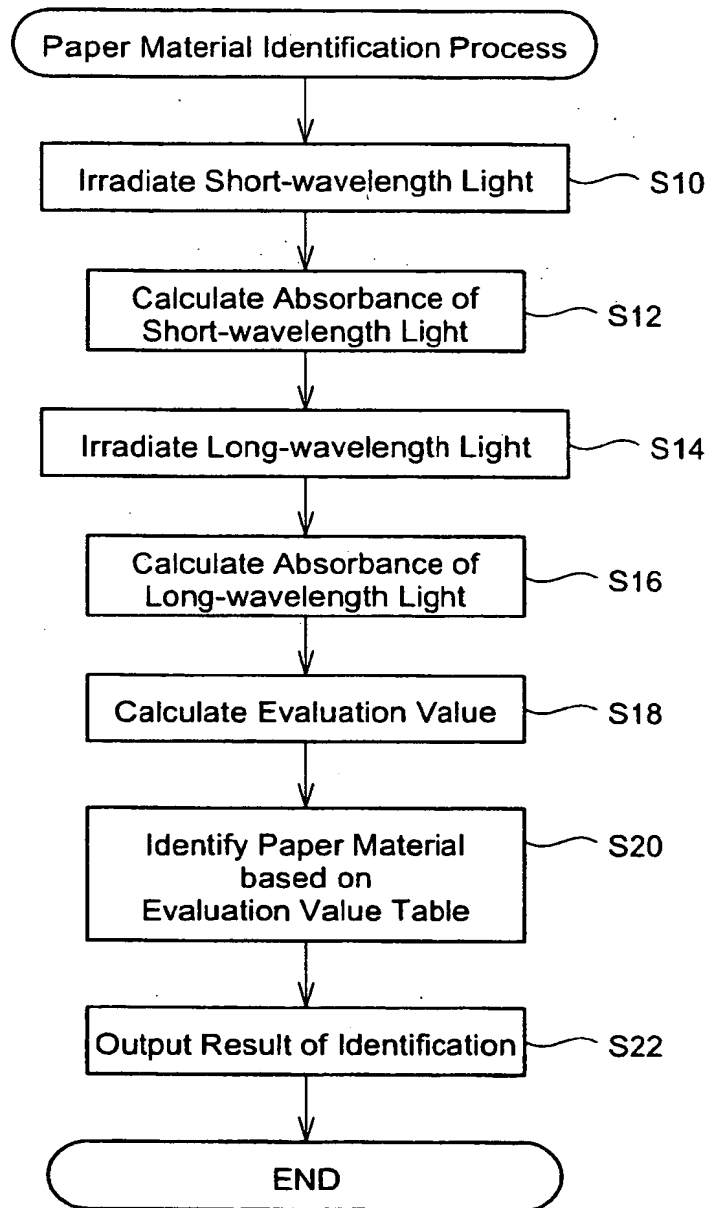 Paper Material Identification Process
Irradiate Short-wavelength Light
S10
Calculate Absorbance of
Short-wavelength Light
S12
Irradiate Long-wavelength Light
S14
Calculate Absorbance of
Long-wavelength Light
S16
Calculate Evaluation Value
S18
Identify Paper Material
based on
Evaluation Value Table
S20
Output Result of Identification
S22
END